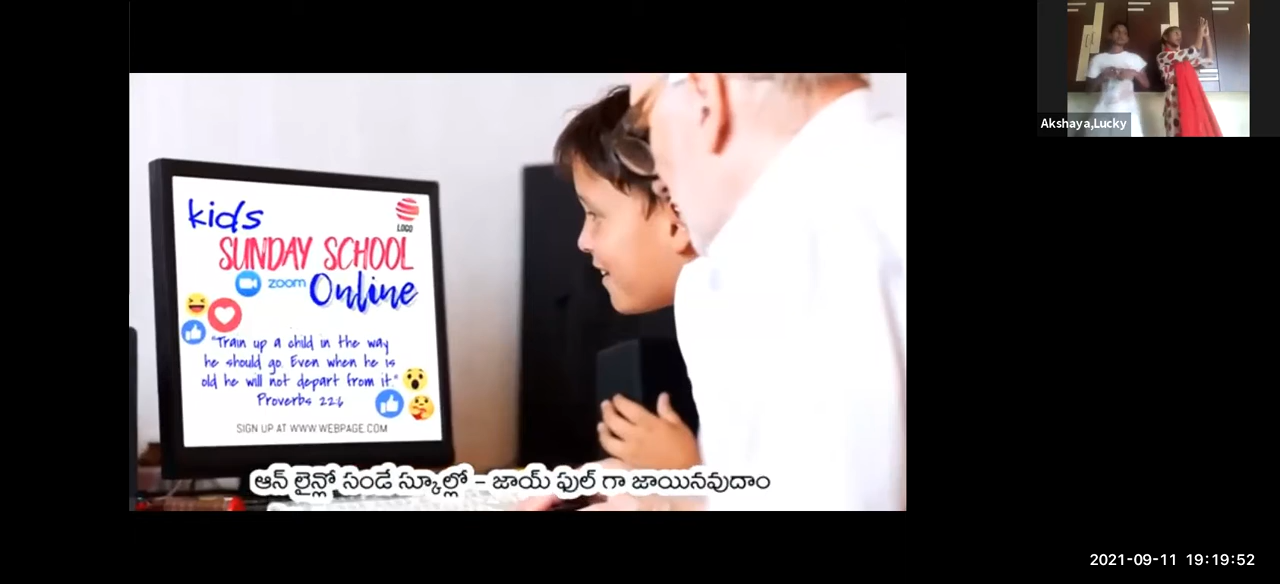 kids
LOGO
SUNDAY SCHOOL
zoom Online
"Train up a child in the way
he should go. Even when he is
old he will not depart from it."
Proverbs 22:6
SIGN UP AT WWW.WEBPAGE.COM
ఆన్ లైన్లో సండే స్కూల్లో – జాయ్ ఫుల్ గా జాయినవుదాం
Akshaya,Lucky
2021-09-11 19:19:52